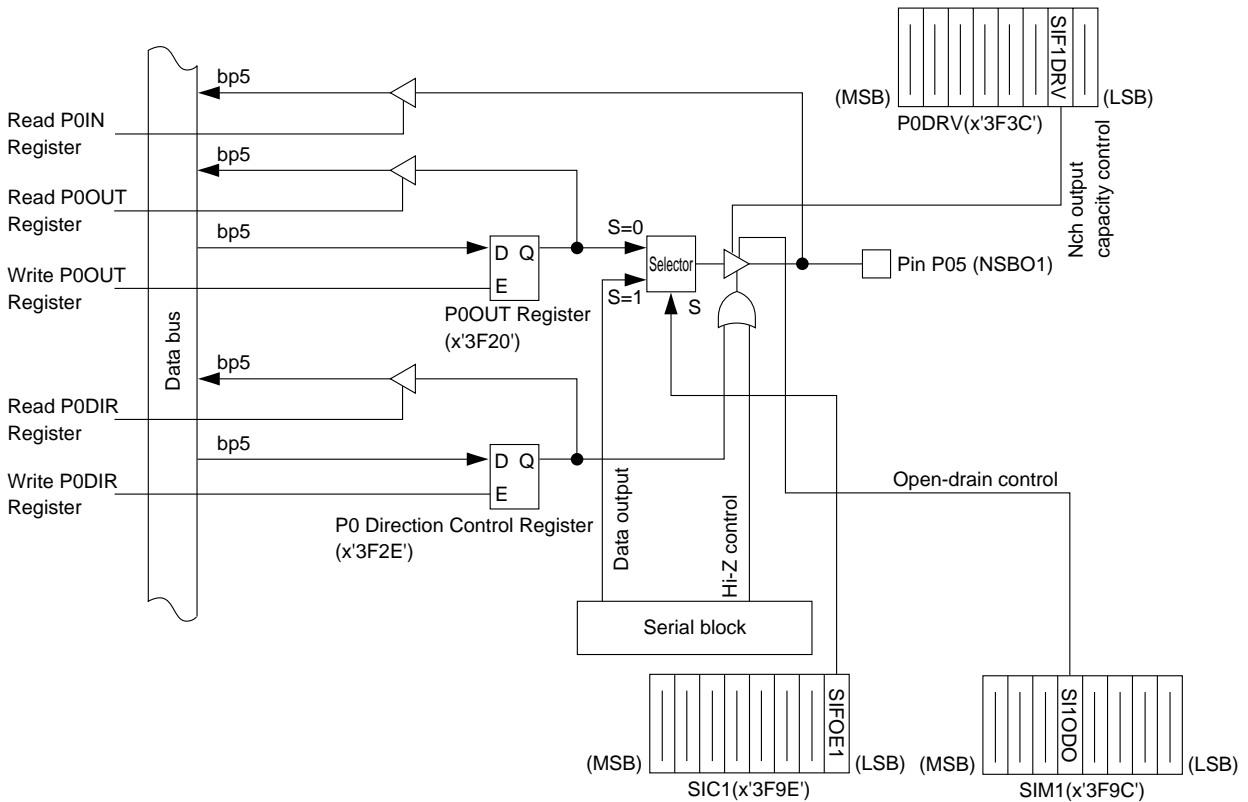 SIF1DRV
(MSB)
(LSB)
P0DRV(x'3F3C')
Nch output
capacity control
bp5
Read P0IN
Register
bp5
Read P0OUT
Register
bp5
Write P0OUT
Register
Data bus
D Q
E
P0OUT Register
(x'3F20')
S=0
S=1
Selector
S
Pin P05 (NSBO1)
bp5
Read P0DIR
Register
bp5
Write P0DIR
Register
D Q
E
P0 Direction Control Register
(x'3F2E')
Data output
Hi-Z control
Open-drain control
Serial block
SIFOE1
(MSB)
(LSB)
SIC1(x'3F9E')
SI1ODO
(MSB)
(LSB)
SIM1(x'3F9C')